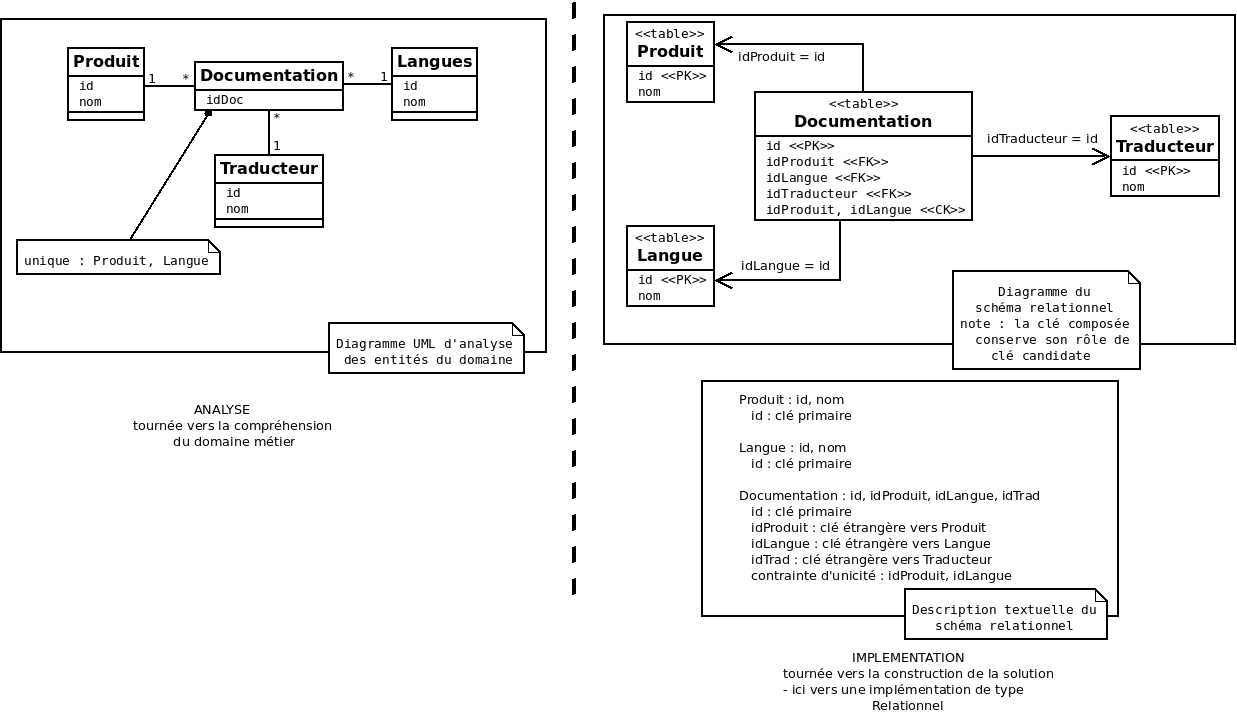 Produit
id
nom
1
*
Documentation
idDoc
*
1
Langues
id
nom
*
1
Traducteur
id
nom
unique : Produit, Langue
Diagramme UML d'analyse
des entités du domaine
ANALYSE
tournée vers la compréhension
du domaine métier
<<table>>
Produit
id <<PK>>
nom
idProduit = id
<<table>>
Documentation
id <<PK>>
idProduit <<FK>>
idLangue <<FK>>
idTraducteur <<FK>>
idProduit, idLangue <<CK>>
idTraducteur = id
<<table>>
Traducteur
id <<PK>>
nom
<<table>>
Langue
id <<PK>>
nom
idLangue = id
Diagramme du
schéma relationnel
note : la clé composée
conserve son rôle de
clé candidate
Produit : id, nom
id : clé primaire
Langue : id, nom
id : clé primaire
Documentation : id, idProduit, idLangue, idTrad
id : clé primaire
idProduit : clé étrangère vers Produit
idLangue : clé étrangère vers Langue
idTrad : clé étrangère vers Traducteur
contrainte d'unicité : idProduit, idLangue
Description textuelle du
schéma relationnel
IMPLEMENTATION
tournée vers la construction de la solution
- ici vers une implémentation de type
Relationnel